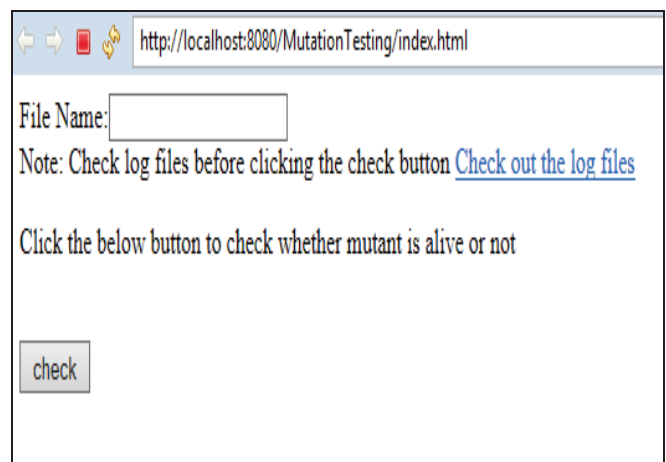 http://localhost:8080/MutationTesting/index.html
File Name:
Note: Check log files before clicking the check button Check out the log files
Click the below button to check whether mutant is alive or not
check